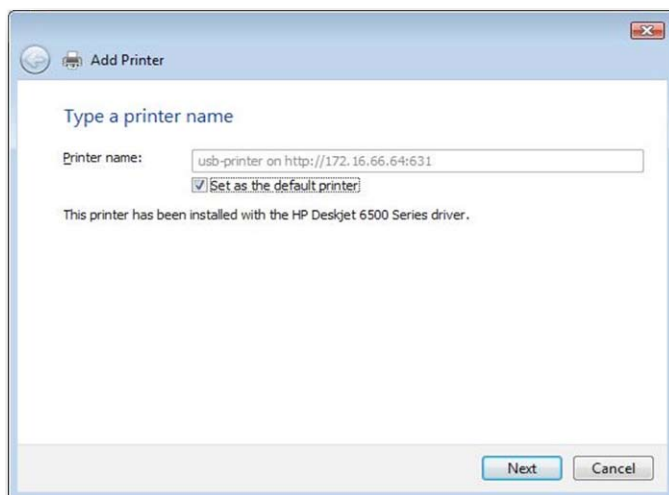 Add Printer
Type a printer name
Printer name:
usb-printer on http://172.16.66.64:631
Set as the default printer
This printer has been installed with the HP Deskjet 6500 Series driver.
Next
Cancel